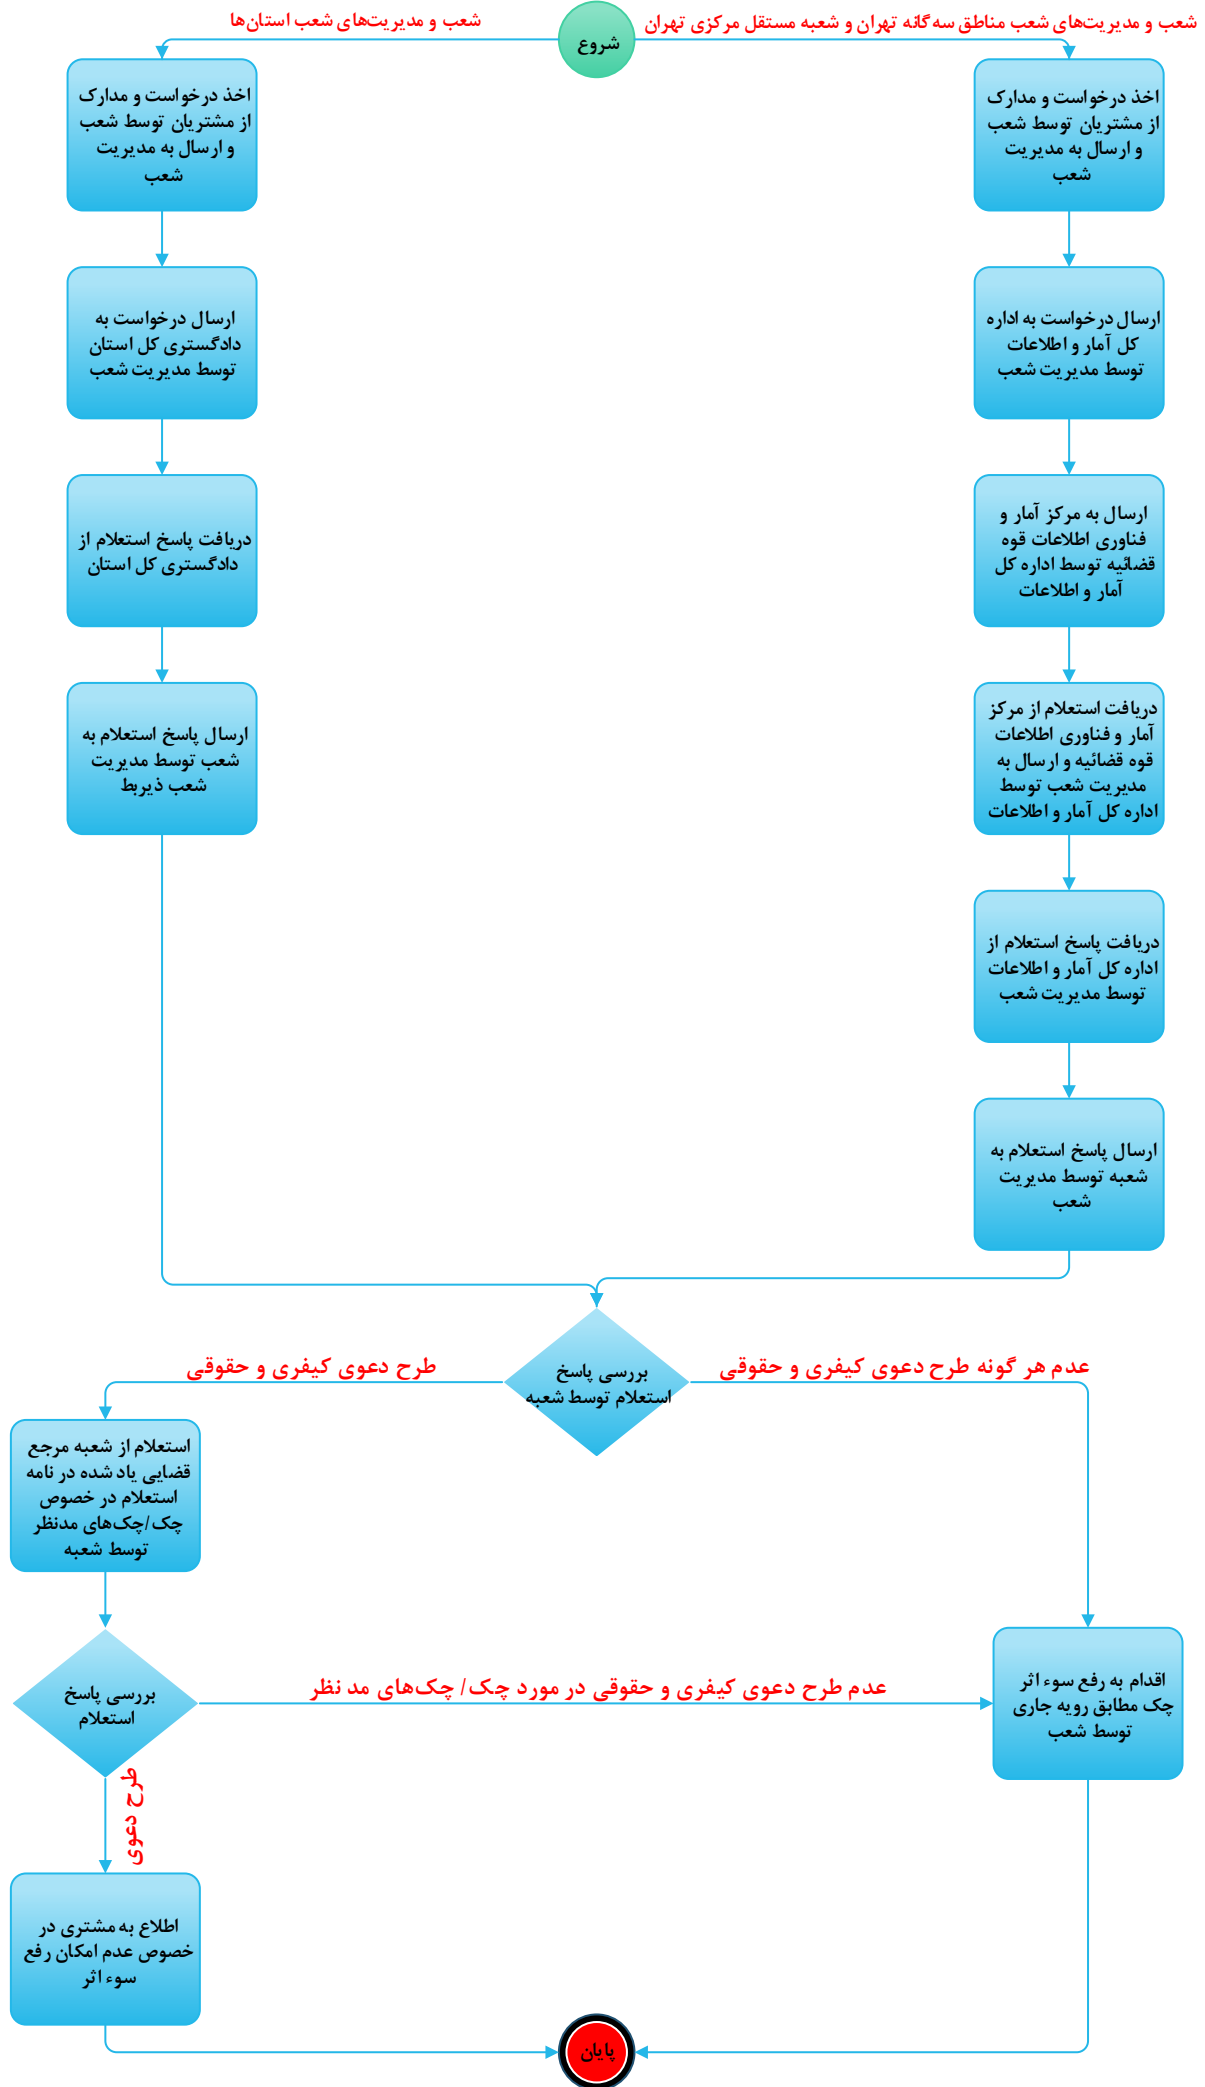 شعب و مدیریت‌های شعب مناطق سه گانه تهران و شعبه مستقل مرکزی تهران
شروع
شعب و مدیریت‌های شعب استان‌ها
اخذ درخواست و مدارک
از مشتریان توسط شعب
و ارسال به مدیریت
شعب
ارسال درخواست به اداره
کل آمار و اطلاعات
توسط مدیریت شعب
ارسال به مرکز آمار و
فناوری اطلاعات قوه
قضائیه توسط اداره کل
آمار و اطلاعات
دریافت استعلام از مرکز
آمار و فناوری اطلاعات
قوه قضائیه و ارسال به
مدیریت شعب توسط
اداره کل آمار و اطلاعات
دریافت پاسخ استعلام از
اداره کل آمار و اطلاعات
توسط مدیریت شعب
ارسال پاسخ استعلام به
شعبه توسط مدیریت
شعب
اخذ درخواست و مدارک
از مشتریان توسط شعب
و ارسال به مدیریت
شعب
ارسال درخواست به
دادگستری کل استان
توسط مدیریت شعب
دریافت پاسخ استعلام از
دادگستری کل استان
ارسال پاسخ استعلام به
شعب توسط مدیریت
شعب ذیربط
بررسی پاسخ
استعلام توسط شعبه
عدم هر گونه طرح دعوی کیفری و حقوقی
طرح دعوی کیفری و حقوقی
استعلام از شعبه مرجع
قضایی یاد شده در نامه
استعلام در خصوص
چک/چک‌های مدنظر
توسط شعبه
بررسی پاسخ
استعلام
عدم طرح دعوی کیفری و حقوقی در مورد چک/ چک‌های مد نظر
اقدام به رفع سوء اثر
چک مطابق رویه جاری
توسط شعب
طرح دعوی
اطلاع به مشتری در
خصوص عدم امکان رفع
سوء اثر
پایان